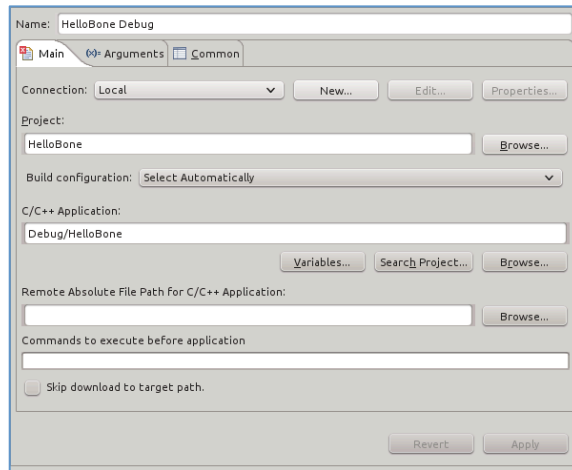 Name: HelloBone Debug
Main (x)= Arguments Common
Connection: Local New... Edit... Properties...
Project:
HelloBone Browse...
Build configuration: Select Automatically
C/C++ Application:
Debug/HelloBone
Variables... Search Project... Browse...
Remote Absolute File Path for C/C++ Application:
Browse...
Commands to execute before application
Skip download to target path.
Revert Apply